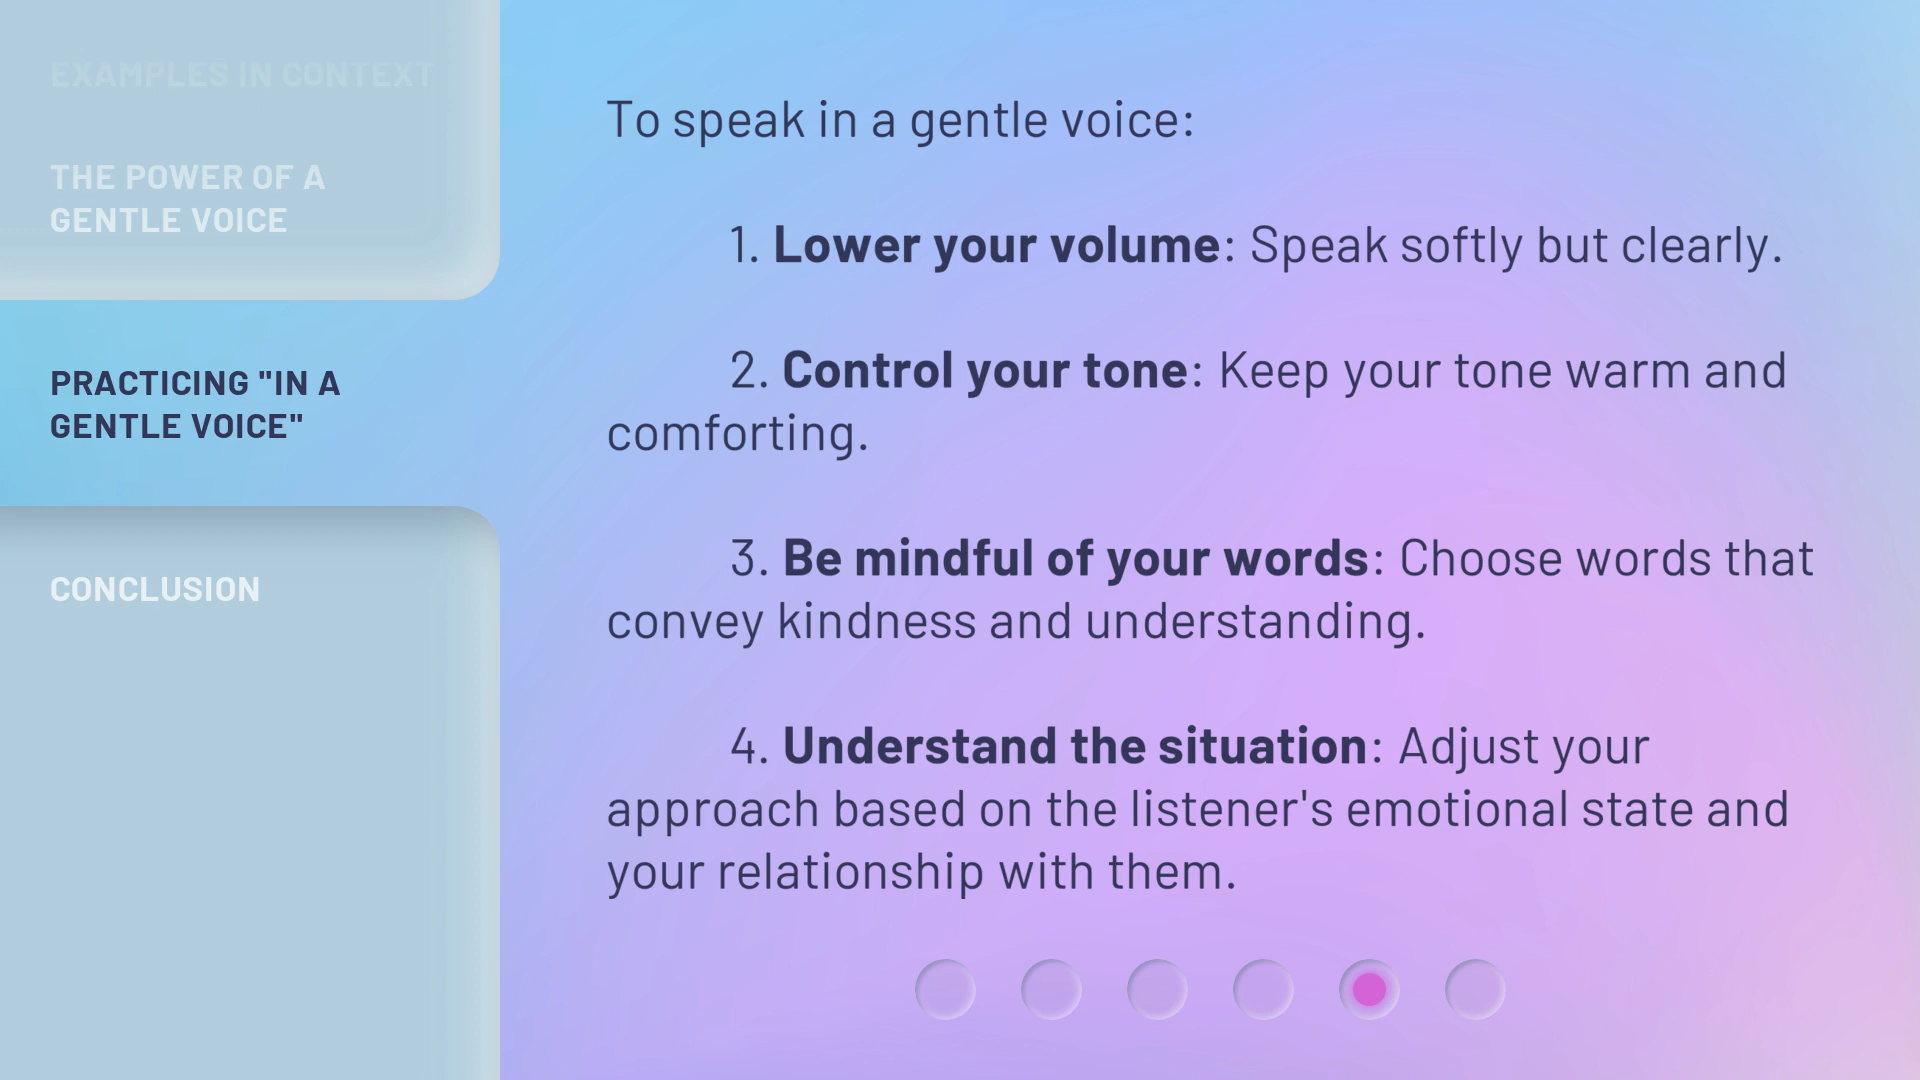 EXAMPLES IN CONTEXT
THE POWER OF A
GENTLE VOICE
PRACTICING "IN A
GENTLE VOICE"
CONCLUSION
To speak in a gentle voice:
1. Lower your volume: Speak softly but clearly.
2. Control your tone: Keep your tone warm and
comforting.
3. Be mindful of your words: Choose words that
convey kindness and understanding.
4. Understand the situation: Adjust your
approach based on the listener's emotional state and
your relationship with them.